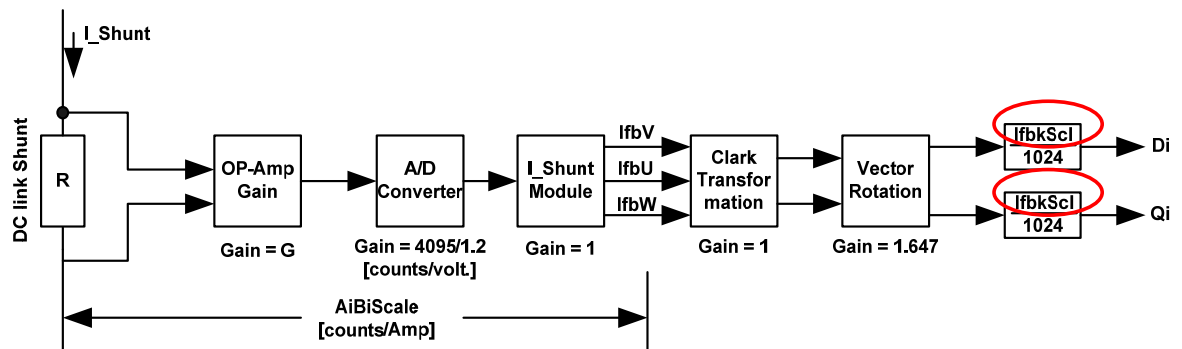 I_Shunt
DC link Shunt
R
OP-Amp
Gain
Gain = G
A/D
Converter
Gain = 4095/1.2
[counts/volt.]
I_Shunt
Module
Gain = 1
IfbV
IfbU
IfbW
Clark
Transfor
mation
Gain = 1
Vector
Rotation
Gain = 1.647
IfbkScl
1024
Di
IfbkScl
1024
Qi
AiBiScale
[counts/Amp]